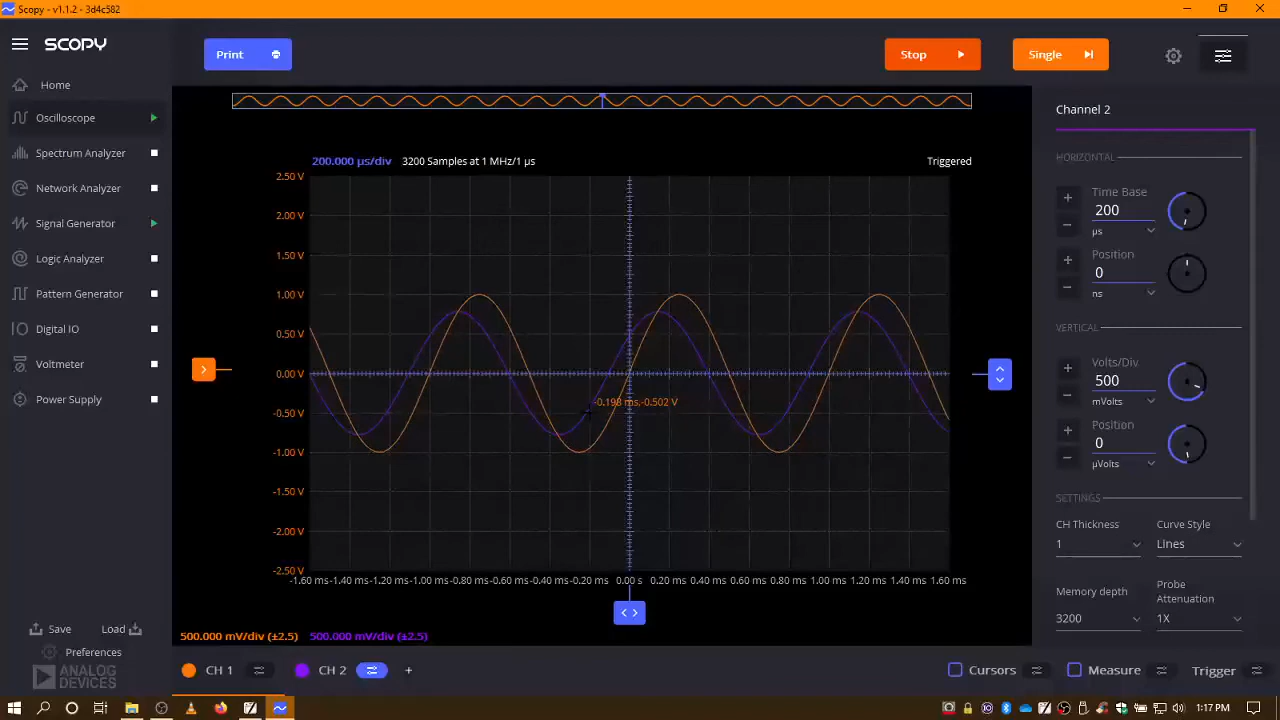 Scopy - v1.1.2 - 3d4c582
SCOPY
Print
Stop
Single
Home
Oscilloscope
Spectrum Analyzer
Network Analyzer
Signal Generator
Logic Analyzer
Pattern Generator
Digital IO
Voltmeter
Power Supply
Save
Load
Preferences
ANALOG
DEVICES
200.000 µs/div 3200 Samples at 1 MHz/1 µs Triggered
2.50 V
2.00 V
1.50 V
1.00 V
0.50 V
0.00 V
-0.50 V
-1.00 V
-1.50 V
-2.00 V
-2.50 V
-0.198 ms,-0.502 V
-1.60 ms -1.40 ms -1.20 ms -1.00 ms -0.80 ms -0.60 ms -0.40 ms -0.20 ms 0.00 s 0.20 ms 0.40 ms 0.60 ms 0.80 ms 1.00 ms 1.20 ms 1.40 ms 1.60 ms
500.000 mV/div (±2.5) 500.000 mV/div (±2.5)
CH 1 CH 2 + Cursors Measure Trigger
Channel 2
HORIZONTAL
Time Base
200
µs
Position
0
ns
VERTICAL
Volts/Div
500
mVolts
Position
0
µVolts
SETTINGS
CH Thickness Curve Style
1 Lines
Memory depth Probe Attenuation
3200 1X
1:17 PM